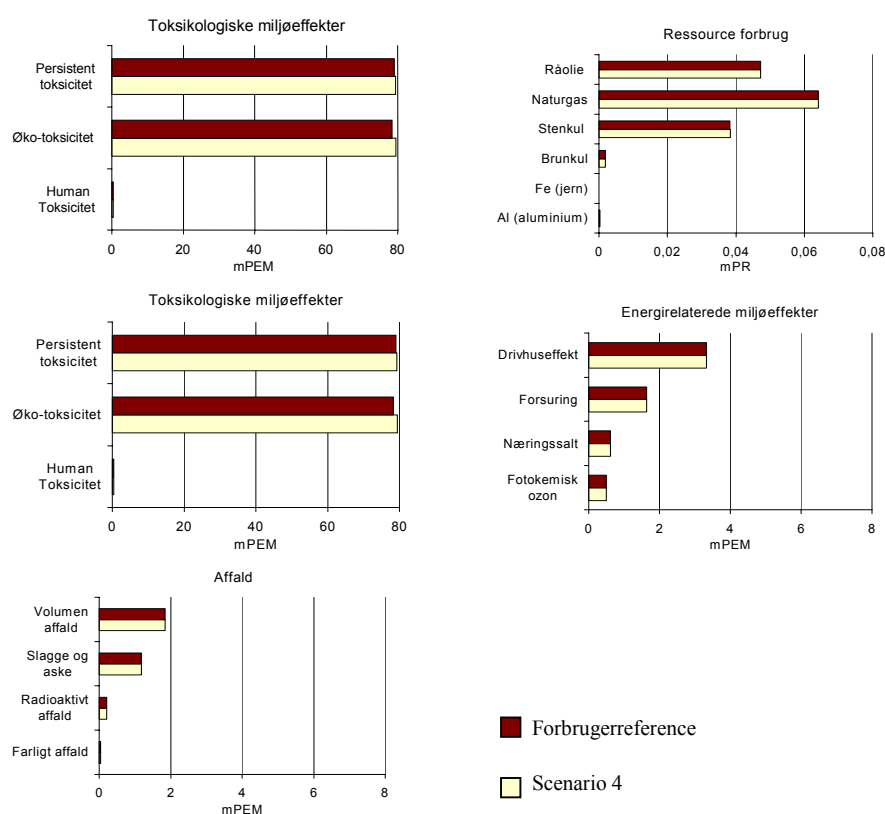 Toksikologiske miljøeffekter
Persistent
toksicitet
Øko-toksicitet
Human
Toksicitet
0 20 40 60 80
mPEM
Ressource forbrug
Råolie
Naturgas
Stenkul
Brunkul
Fe (jern)
Al (aluminium)
0 0,02 0,04 0,06 0,08
mPR
Toksikologiske miljøeffekter
Persistent
toksicitet
Øko-toksicitet
Human
Toksicitet
0 20 40 60 80
mPEM
Energirelaterede miljøeffekter
Drivhuseffekt
Forsuring
Næringssalt
Fotokemisk
ozon
0 2 4 6 8
mPEM
Affald
Volumen
affald
Slagge og
aske
Radioaktivt
affald
Farligt affald
0 2 4 6 8
mPEM
Forbrugerreference
Scenario 4